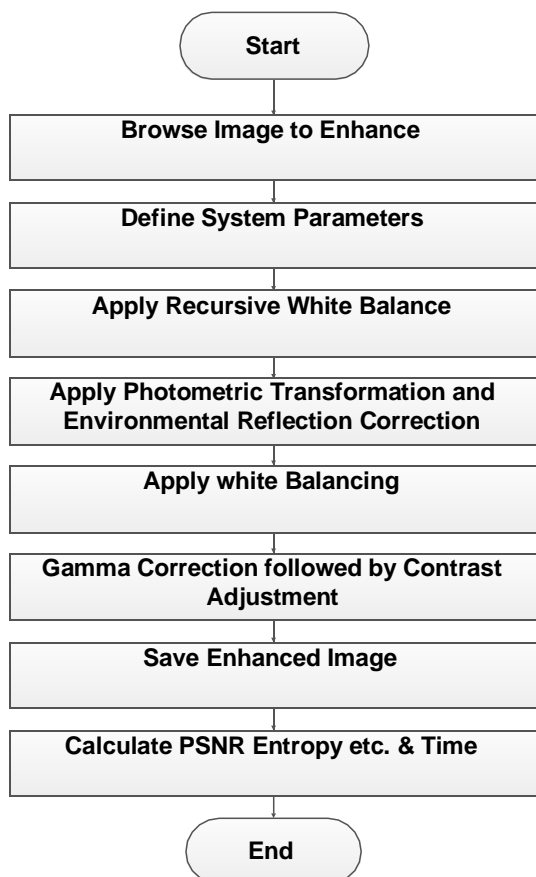 Start
Browse Image to Enhance
Define System Parameters
Apply Recursive White Balance
Apply Photometric Transformation and
Environmental Reflection Correction
Apply white Balancing
Gamma Correction followed by Contrast
Adjustment
Save Enhanced Image
Calculate PSNR Entropy etc. & Time
End